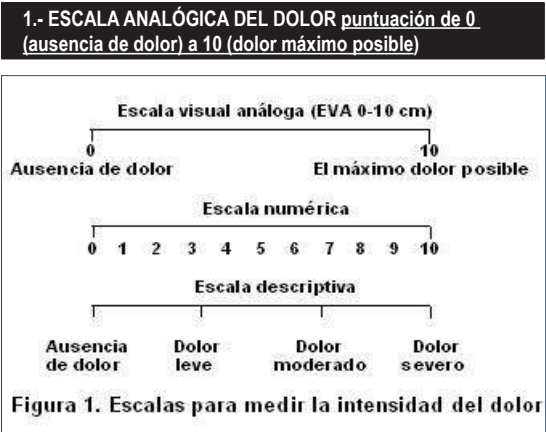 1.- ESCALA ANALÓGICA DEL DOLOR puntuación de 0
(ausencia de dolor) a 10 (dolor máximo posible)
Escala visual análoga (EVA 0-10 cm)
0 10
Ausencia de dolor El máximo dolor posible
Escala numérica
0 1 2 3 4 5 6 7 8 9 10
Escala descriptiva
Ausencia Dolor Dolor Dolor
de dolor leve moderado severo
Figura 1. Escalas para medir la intensidad del dolor